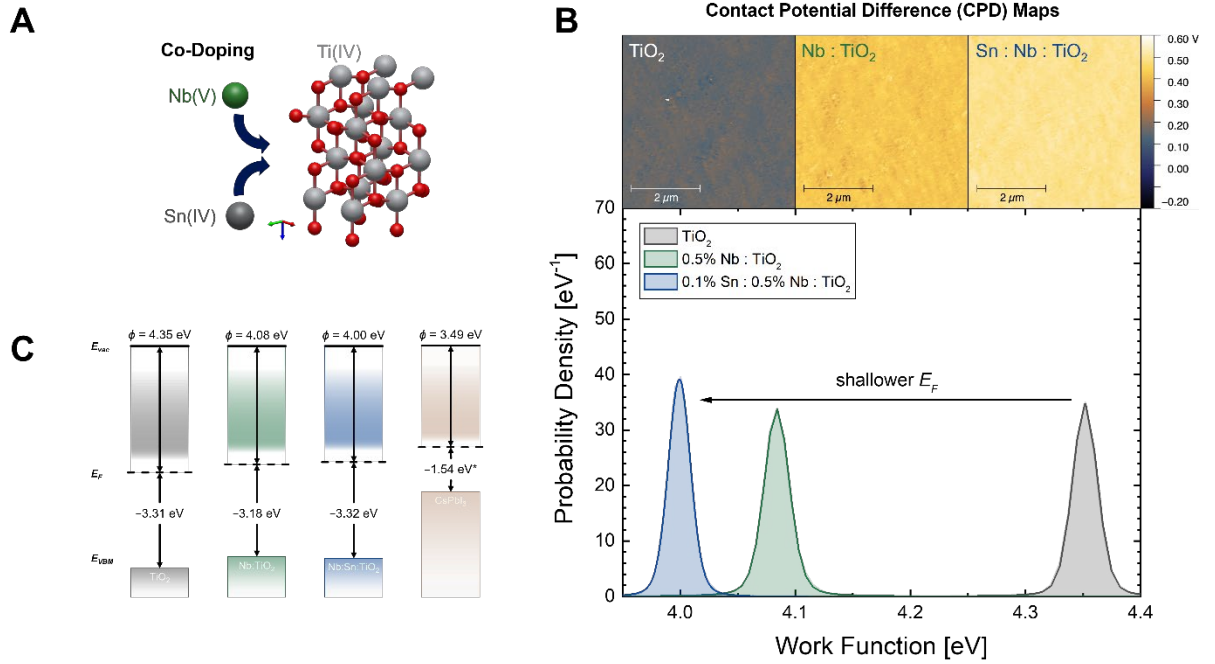 A
Co-Doping
Nb(V)
Sn(IV)
Ti(IV)
B
Contact Potential Difference (CPD) Maps
TiO₂
Nb : TiO₂
Sn : Nb : TiO₂
2 µm
2 µm
2 µm
0.60 V
0.50
0.40
0.30
0.20
0.10
0.00
−0.20
Probability Density [eV⁻¹]
70
60
50
40
30
20
10
0
TiO₂
0.5% Nb : TiO₂
0.1% Sn : 0.5% Nb : TiO₂
shallower E_F
4.0
4.1
4.2
4.3
4.4
Work Function [eV]
C
ϕ = 4.35 eV
ϕ = 4.08 eV
ϕ = 4.00 eV
ϕ = 3.49 eV
E_vac
E_F
E_VBM
−3.31 eV
−3.18 eV
−3.32 eV
−1.54 eV*
TiO₂
Nb:TiO₂
Nb:Sn:TiO₂
CsPbI₃